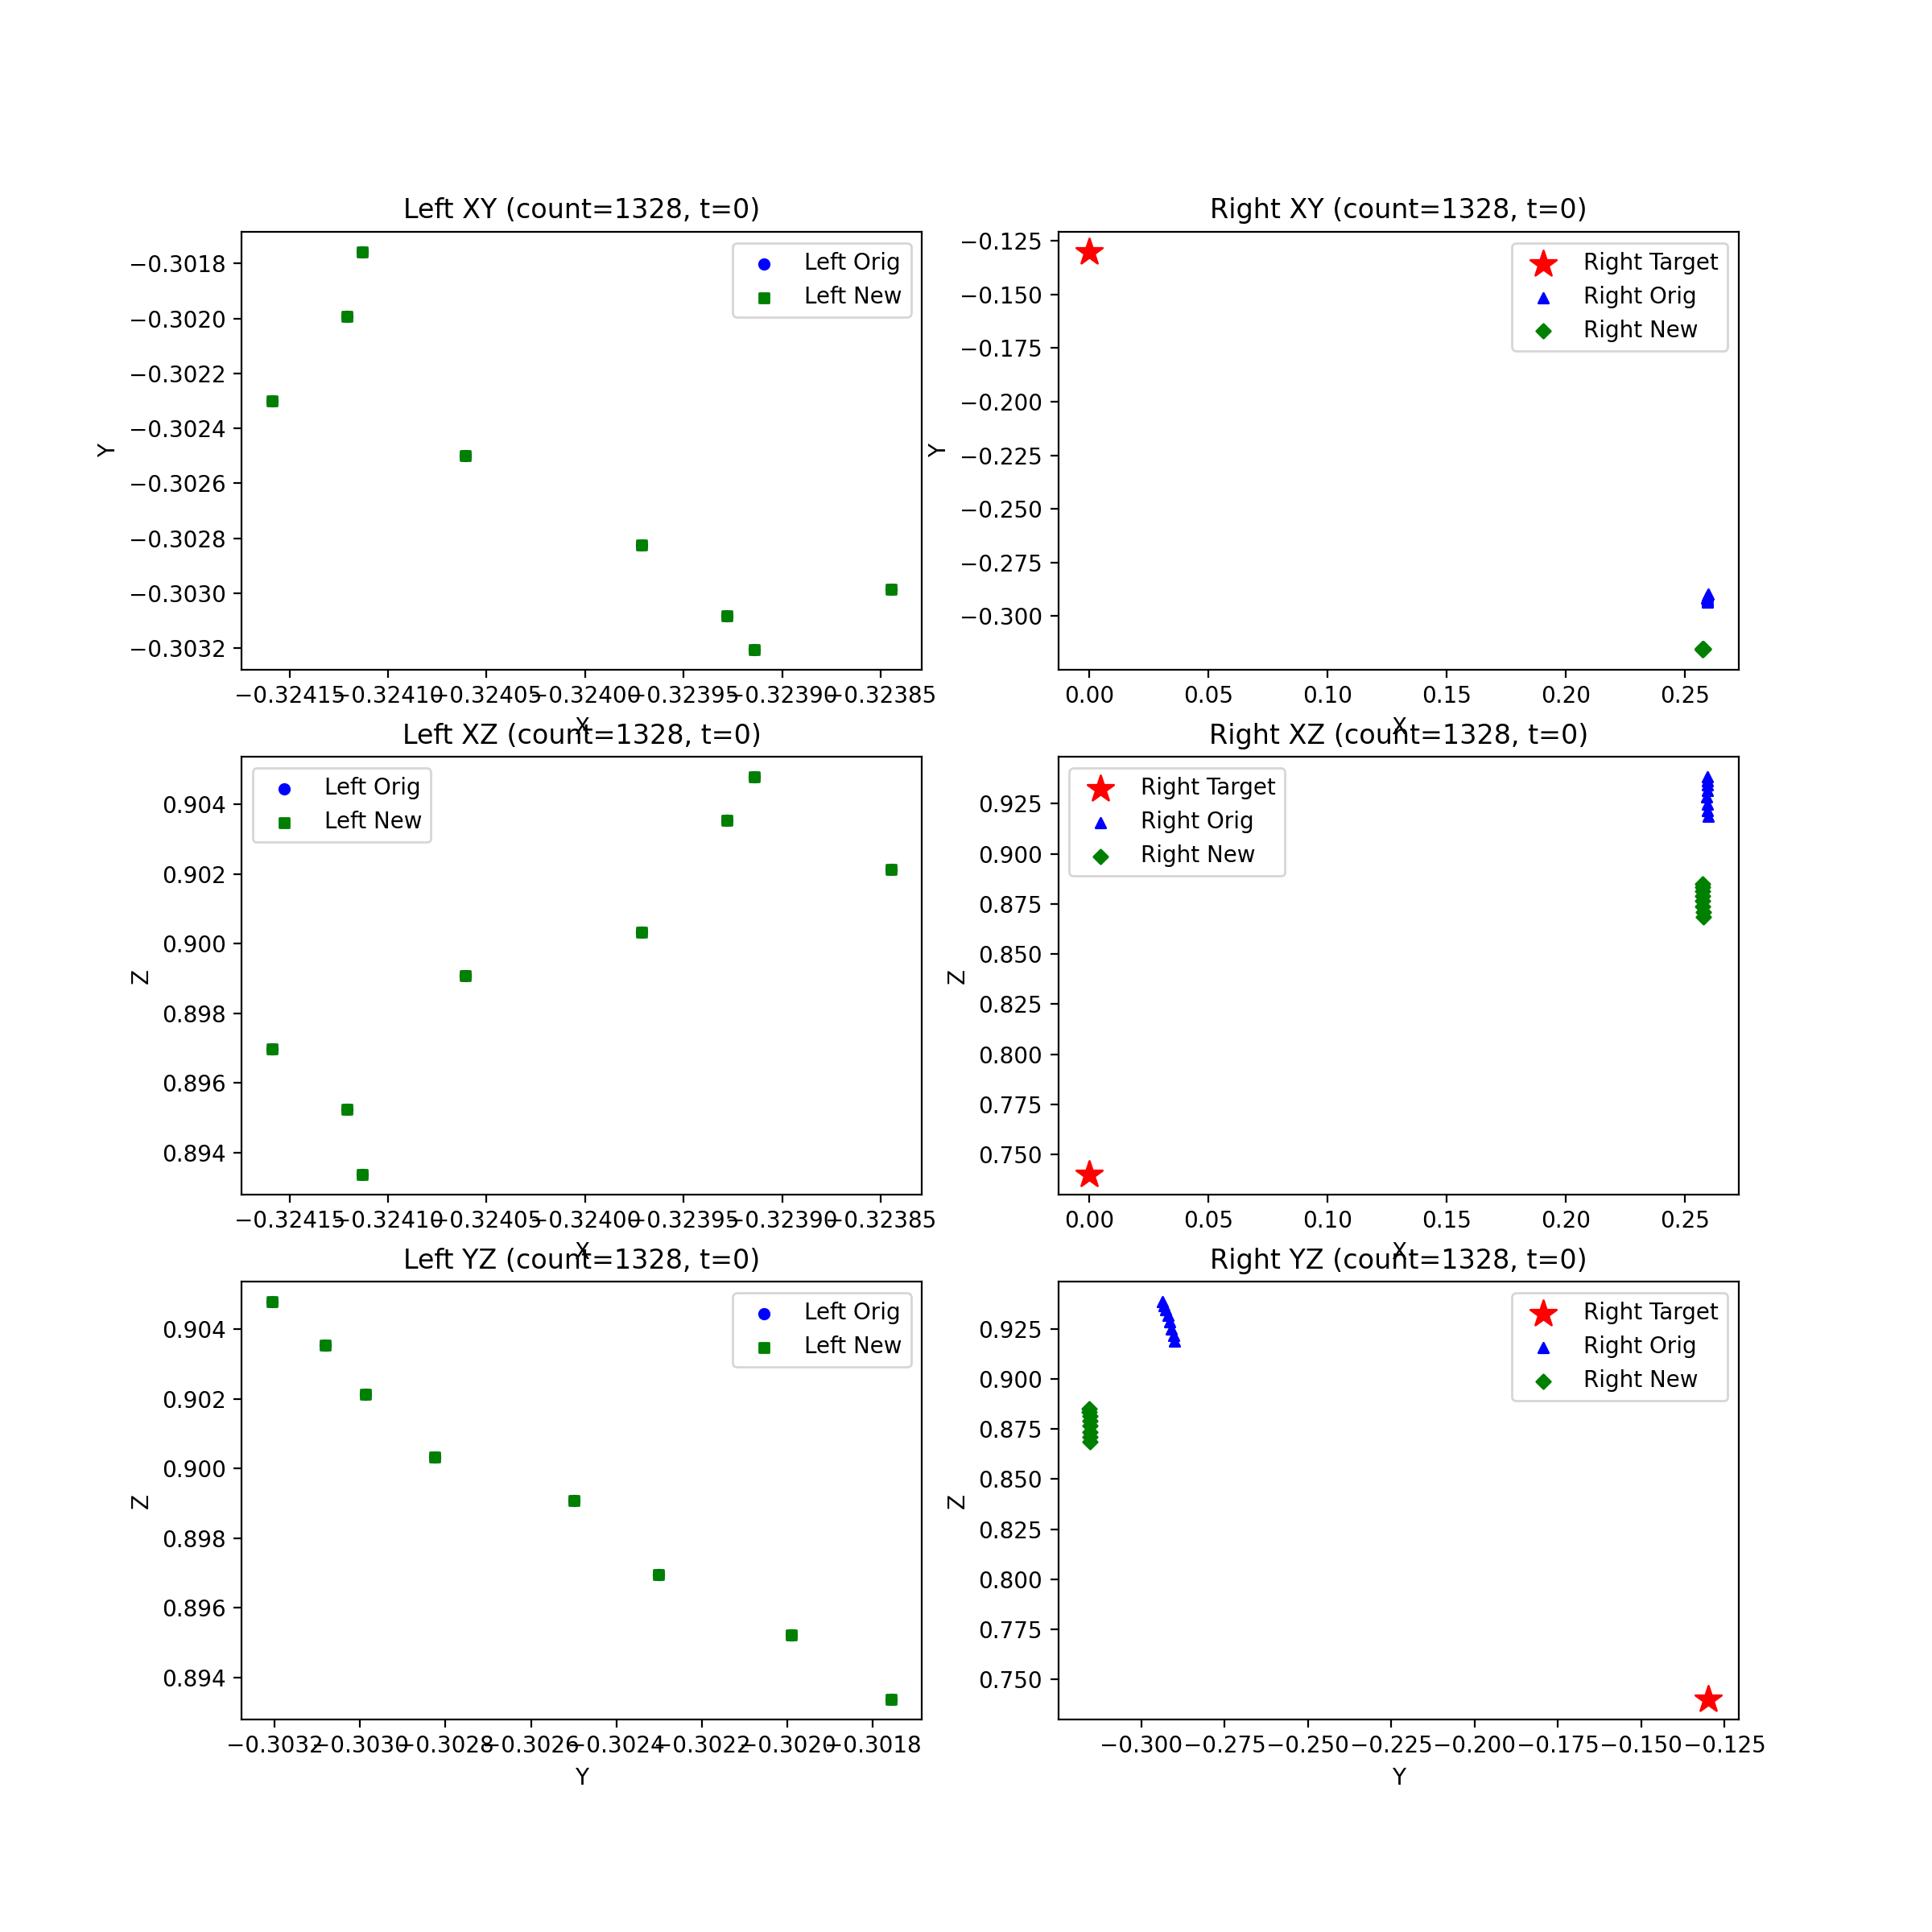 Left XY (count=1328, t=0)
Left Orig
Left New
Y
−0.3018
−0.3020
−0.3022
−0.3024
−0.3026
−0.3028
−0.3030
−0.3032
−0.32415 −0.32410 −0.32405 −0.32400 −0.32395 −0.32390 −0.32385
X
Right XY (count=1328, t=0)
Right Target
Right Orig
Right New
Y
−0.125
−0.150
−0.175
−0.200
−0.225
−0.250
−0.275
−0.300
0.00 0.05 0.10 0.15 0.20 0.25
X
Left XZ (count=1328, t=0)
Left Orig
Left New
Z
0.904
0.902
0.900
0.898
0.896
0.894
−0.32415 −0.32410 −0.32405 −0.32400 −0.32395 −0.32390 −0.32385
X
Right XZ (count=1328, t=0)
Right Target
Right Orig
Right New
Z
0.925
0.900
0.875
0.850
0.825
0.800
0.775
0.750
0.00 0.05 0.10 0.15 0.20 0.25
X
Left YZ (count=1328, t=0)
Left Orig
Left New
Z
0.904
0.902
0.900
0.898
0.896
0.894
−0.3032 −0.3030 −0.3028 −0.3026 −0.3024 −0.3022 −0.3020 −0.3018
Y
Right YZ (count=1328, t=0)
Right Target
Right Orig
Right New
Z
0.925
0.900
0.875
0.850
0.825
0.800
0.775
0.750
−0.300 −0.275 −0.250 −0.225 −0.200 −0.175 −0.150 −0.125
Y